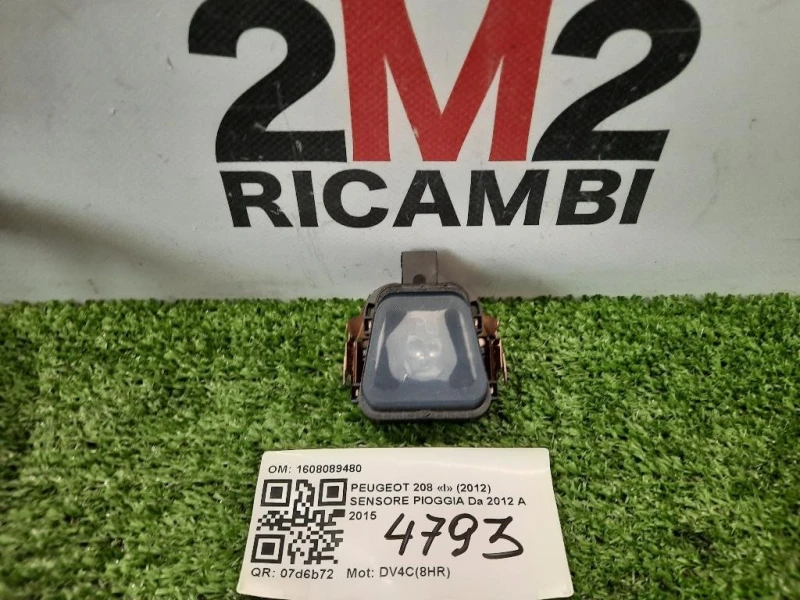 2M2
RICAMBI
OM: 1608089480
PEUGEOT 208 «I» (2012)
SENSORE PIOGGIA Da 2012 A
2015
4793
QR: 07d6b72 Mot: DV4C(8HR)